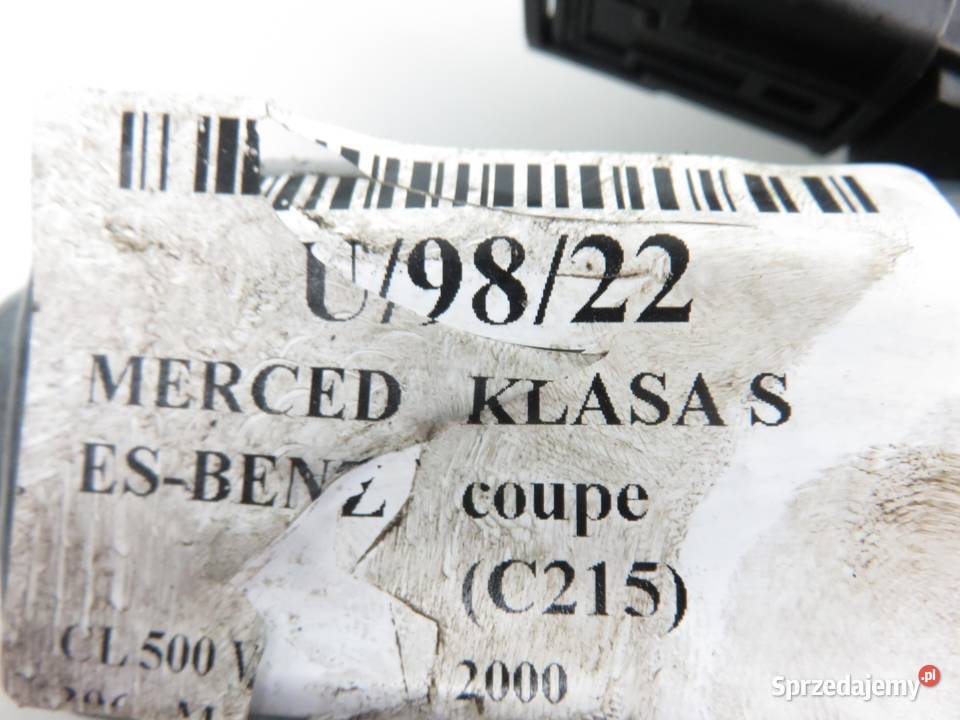 U/98/22
MERCED KLASA S
ES-BENZ coupe
(C215)
CL 500 2000
Sprzedajemy.pl